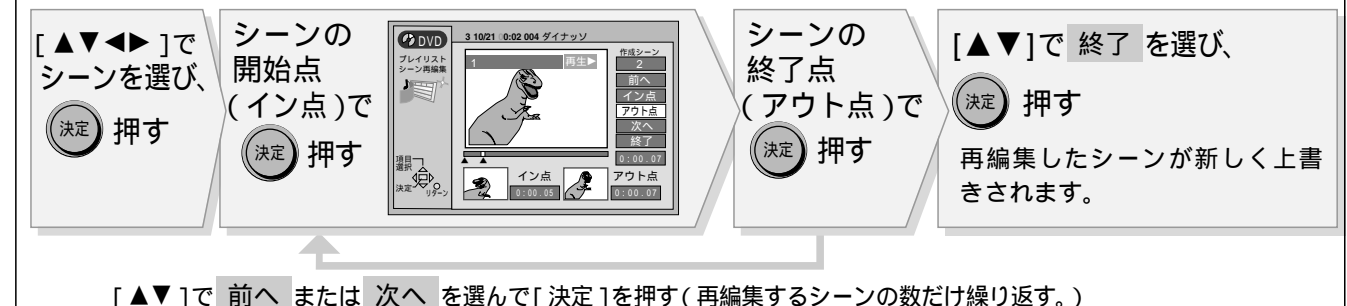 [▲▼◀▶]で
シーンを選び、
決定 押す
シーンの
開始点
(イン点)で
決定 押す
DVD
プレイリスト
シーン再編集
項目
選択
決定
リターン
3 10/21 0:02 004 ダイナッソ
1 再生▶
作成シーン
2
前へ
イン点
アウト点
次へ
終了
0:00.07
イン点
0:00.05
アウト点
0:00.07
シーンの
終了点
(アウト点)で
決定 押す
[▲▼]で 終了 を選び、
決定 押す
再編集したシーンが新しく上書
きされます。
[▲▼]で 前へ または 次へ を選んで[決定]を押す(再編集するシーンの数だけ繰り返す。)